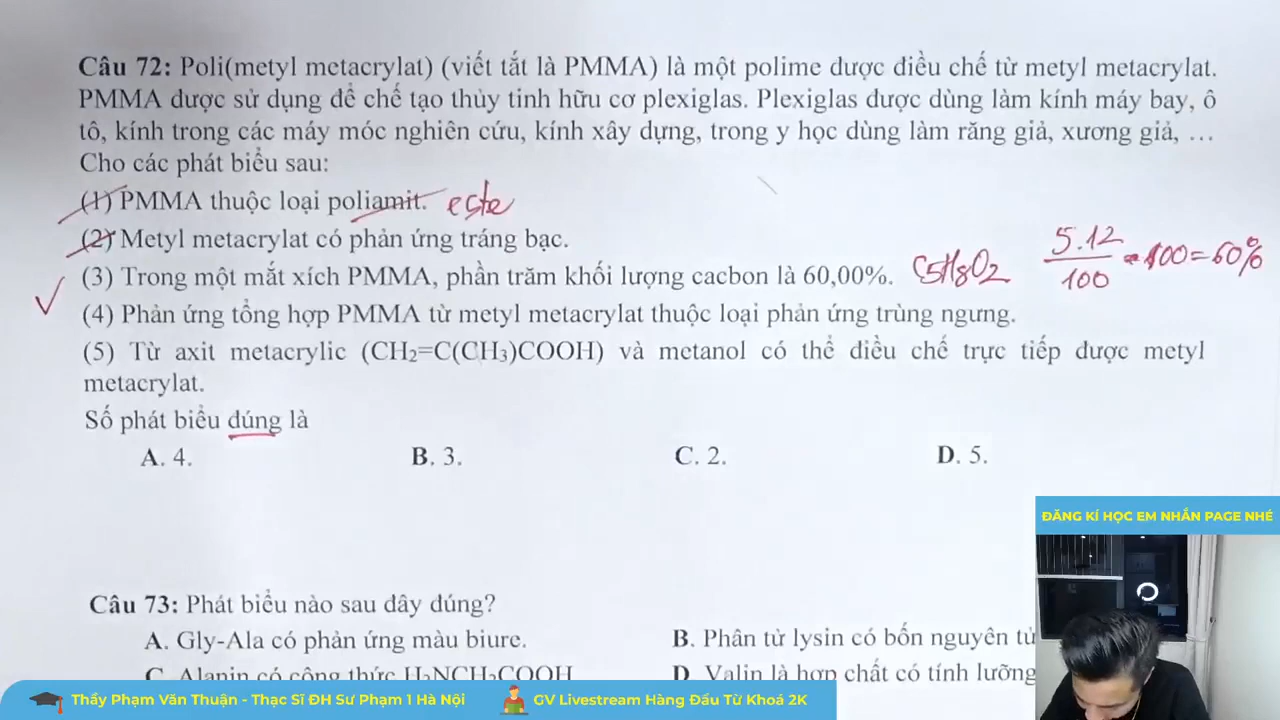 Câu 72: Poli(metyl metacrylat) (viết tắt là PMMA) là một polime được điều chế từ metyl metacrylat.
PMMA được sử dụng để chế tạo thủy tinh hữu cơ plexiglas. Plexiglas được dùng làm kính máy bay, ô
tô, kính trong các máy móc nghiên cứu, kính xây dựng, trong y học dùng làm răng giả, xương giả, …
Cho các phát biểu sau:
(1) PMMA thuộc loại poliamit. este
(2) Metyl metacrylat có phản ứng tráng bạc.
(3) Trong một mắt xích PMMA, phần trăm khối lượng cacbon là 60,00%. C5H8O2 5.12/100 . 100 = 60%
(4) Phản ứng tổng hợp PMMA từ metyl metacrylat thuộc loại phản ứng trùng ngưng.
(5) Từ axit metacrylic (CH₂=C(CH₃)COOH) và metanol có thể điều chế trực tiếp được metyl
metacrylat.
Số phát biểu đúng là
A. 4. B. 3. C. 2. D. 5.
ĐĂNG KÍ HỌC EM NHẮN PAGE NHÉ
Câu 73: Phát biểu nào sau đây đúng?
A. Gly-Ala có phản ứng màu biure. B. Phân tử lysin có bốn nguyên tử
C. Alanin có công thức H₂NCH₂COOH D. Valin là hợp chất có tính lưỡng
Thầy Phạm Văn Thuận - Thạc Sĩ ĐH Sư Phạm 1 Hà Nội GV Livestream Hàng Đầu Từ Khoá 2K